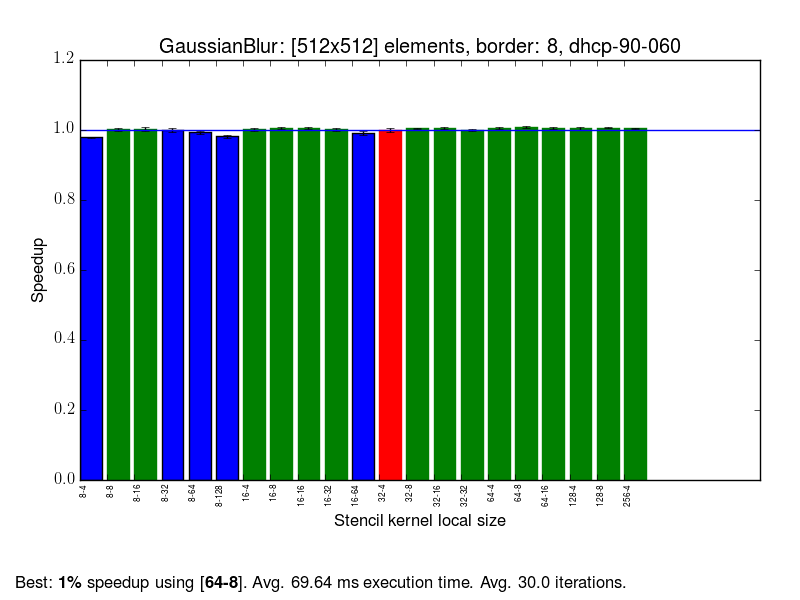 GaussianBlur: [512x512] elements, border: 8, dhcp-90-060
1.2
1.0
0.8
0.6
0.4
0.2
0.0
Speedup
8-4 8-8 8-16 8-32 8-64 8-128 16-4 16-8 16-16 16-32 16-64 32-4 32-8 32-16 32-32 64-4 64-8 64-16 128-4 128-8 256-4
Stencil kernel local size
Best: 1% speedup using [64-8]. Avg. 69.64 ms execution time. Avg. 30.0 iterations.